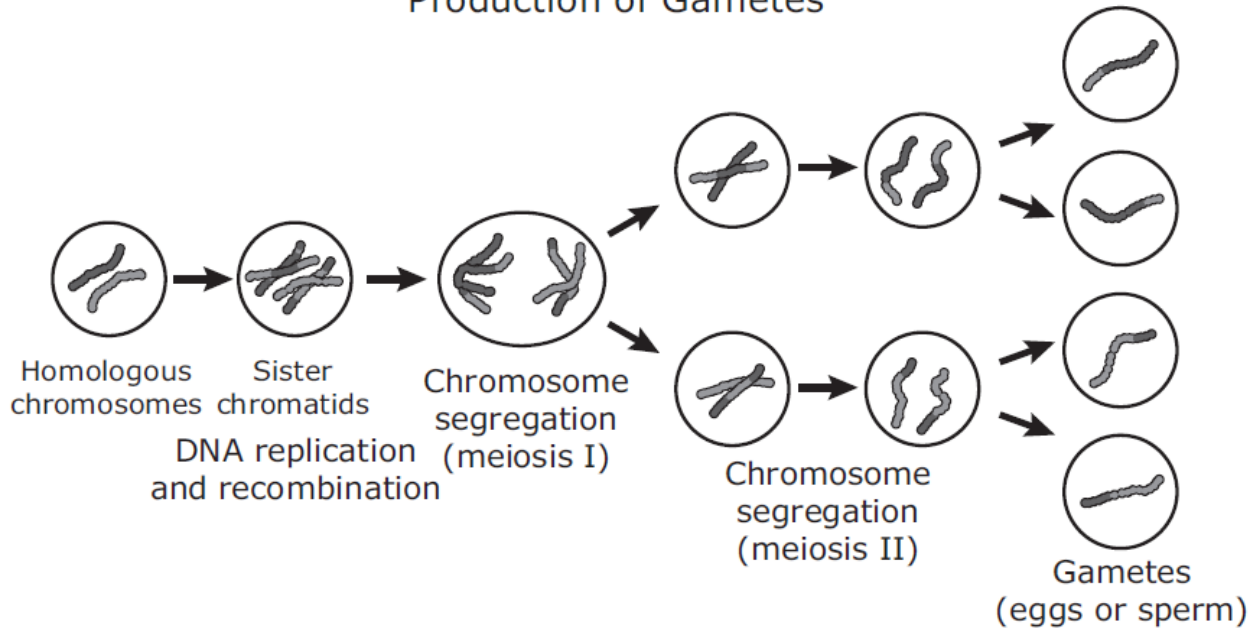 Production of Gametes
Homologous
chromosomes
Sister
chromatids
DNA replication
and recombination
Chromosome
segregation
(meiosis I)
Chromosome
segregation
(meiosis II)
Gametes
(eggs or sperm)